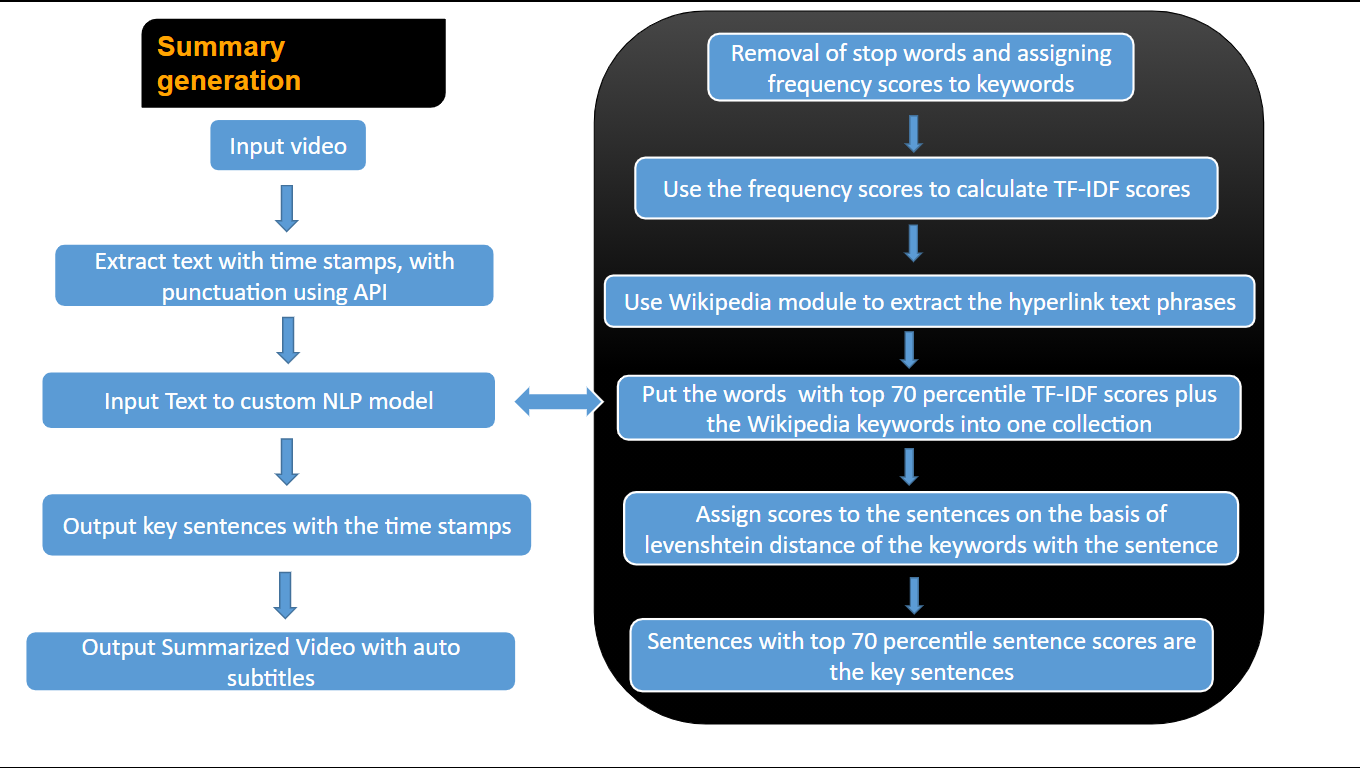 Summary
generation
Input video
Extract text with time stamps, with
punctuation using API
Input Text to custom NLP model
Output key sentences with the time stamps
Output Summarized Video with auto
subtitles
Removal of stop words and assigning
frequency scores to keywords
Use the frequency scores to calculate TF-IDF scores
Use Wikipedia module to extract the hyperlink text phrases
Put the words  with top 70 percentile TF-IDF scores plus
the Wikipedia keywords into one collection
Assign scores to the sentences on the basis of
levenshtein distance of the keywords with the sentence
Sentences with top 70 percentile sentence scores are
the key sentences